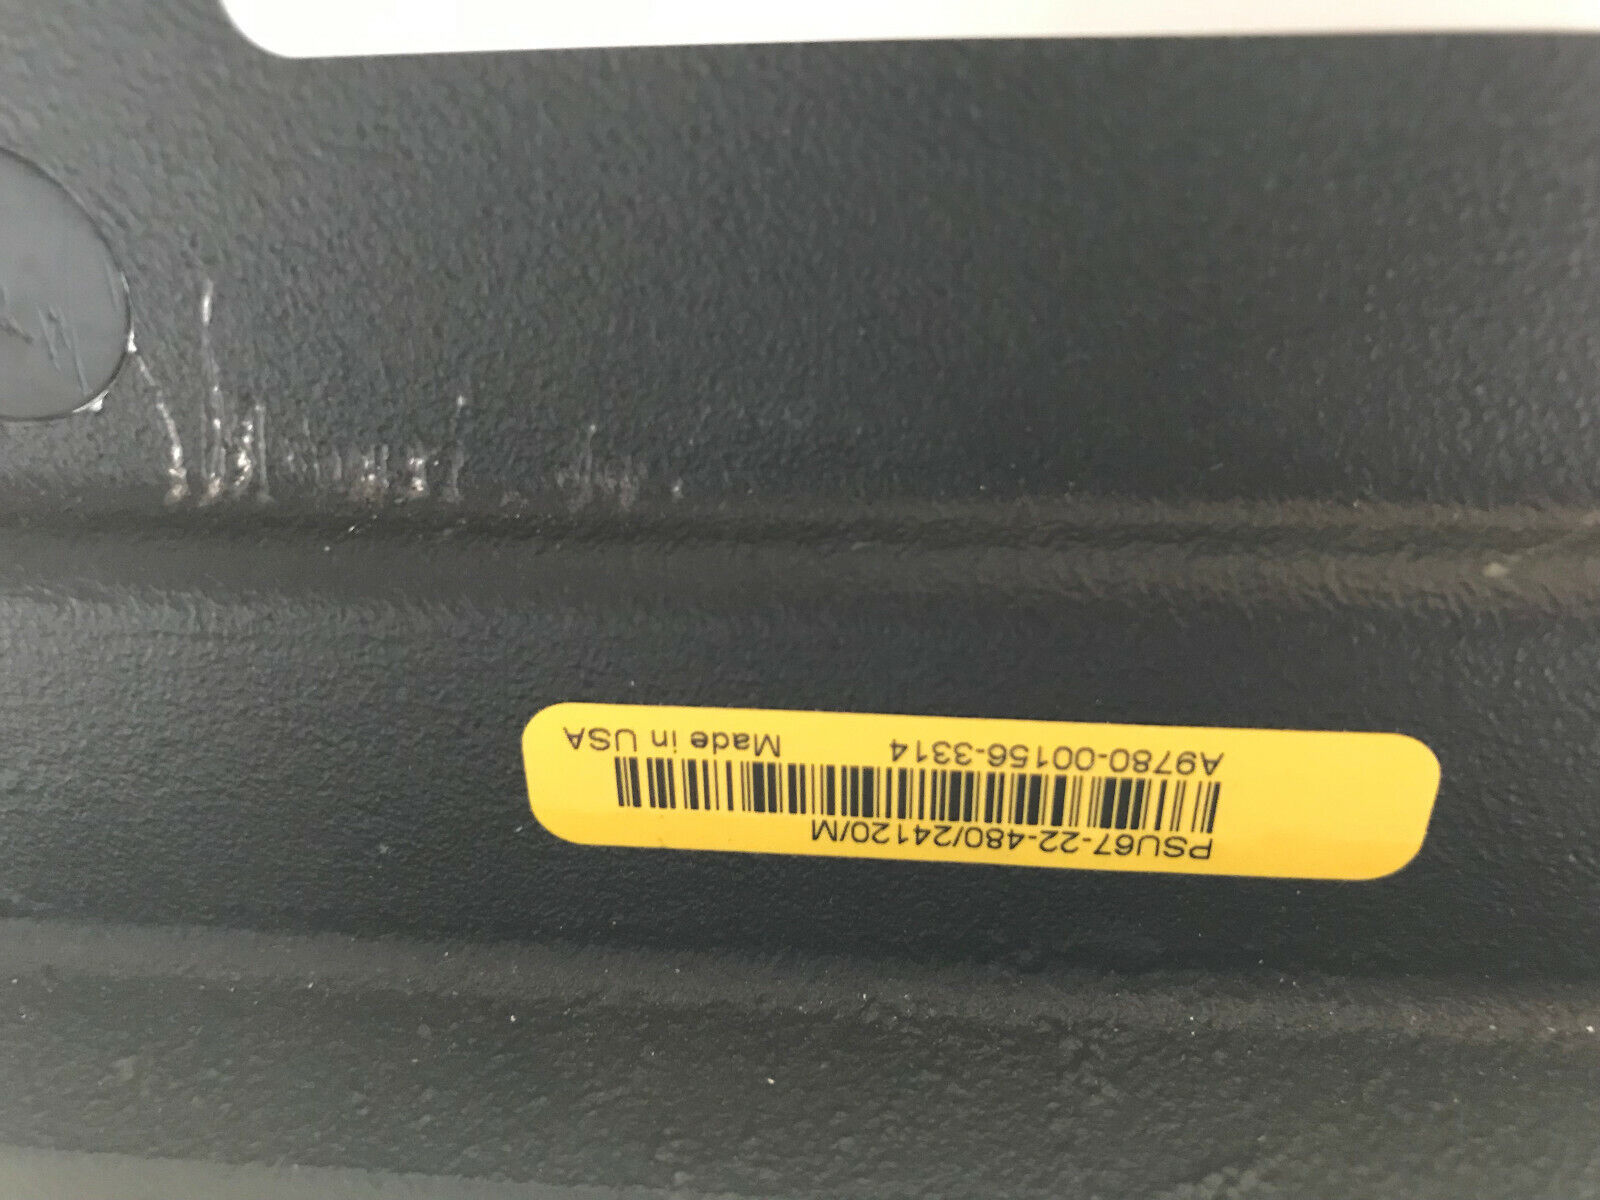 PSU67-22-480/24120/M
A9780-00156-3314 Made in USA